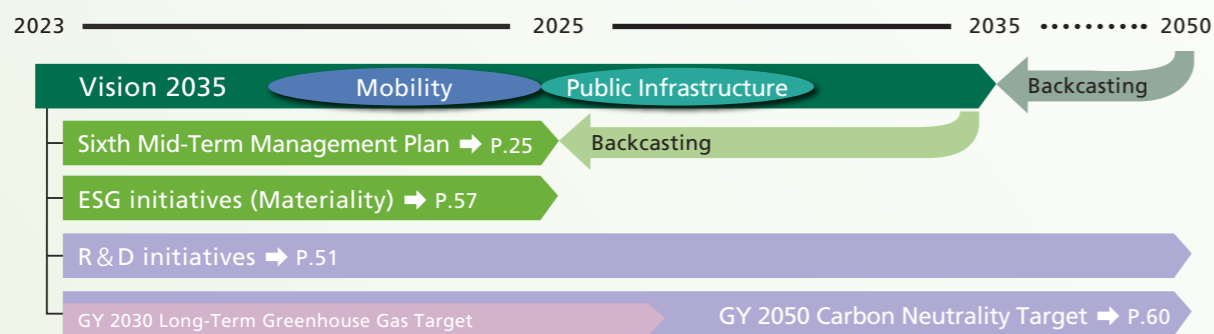 2023 2025 2035 2050
Vision 2035 Mobility Public Infrastructure Backcasting
Sixth Mid-Term Management Plan ➡ P.25 Backcasting
ESG initiatives (Materiality) ➡ P.57
R&D initiatives ➡ P.51
GY 2030 Long-Term Greenhouse Gas Target GY 2050 Carbon Neutrality Target ➡ P.60